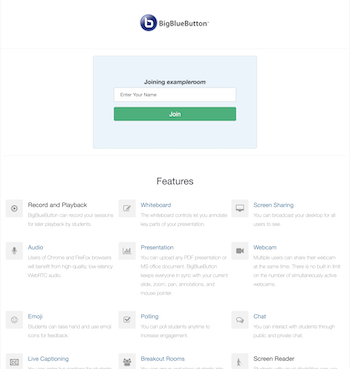 BigBlueButton™
Joining exampleroom
Enter Your Name
Join
Features
Record and Playback
BigBlueButton can record your sessions
for later playback by students.
Whiteboard
The whiteboard controls let you annotate
key parts of your presentation.
Screen Sharing
You can broadcast your desktop for all
users to see.
Audio
Users of Chrome and FireFox browsers
will benefit from high-quality, low-latency
WebRTC audio.
Presentation
You can upload any PDF presentation or
MS office document. BigBlueButton
keeps everyone in sync with your current
slide, zoom, pan, annotations, and
mouse pointer.
Webcam
Multiple users can share their webcam
at the same time. There is no built-in limit
on the number of simultaneously active
webcams.
Emoji
Students can raise hand and use emoji
icons for feedback.
Polling
You can poll students anytime to
increase engagement.
Chat
You can interact with students through
public and private chat.
Live Captioning
Breakout Rooms
Screen Reader